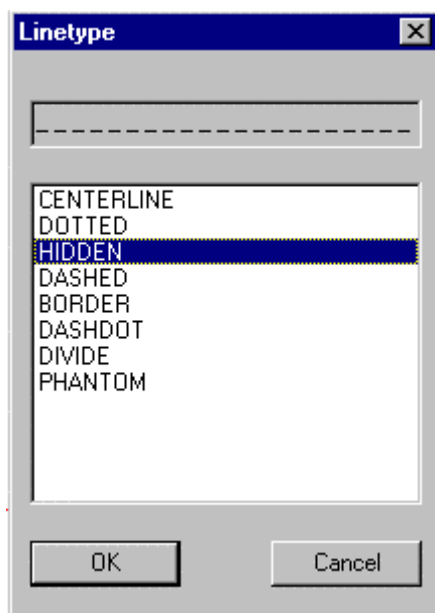 Linetype
CENTERLINE
DOTTED
HIDDEN
DASHED
BORDER
DASHDOT
DIVIDE
PHANTOM
OK
Cancel